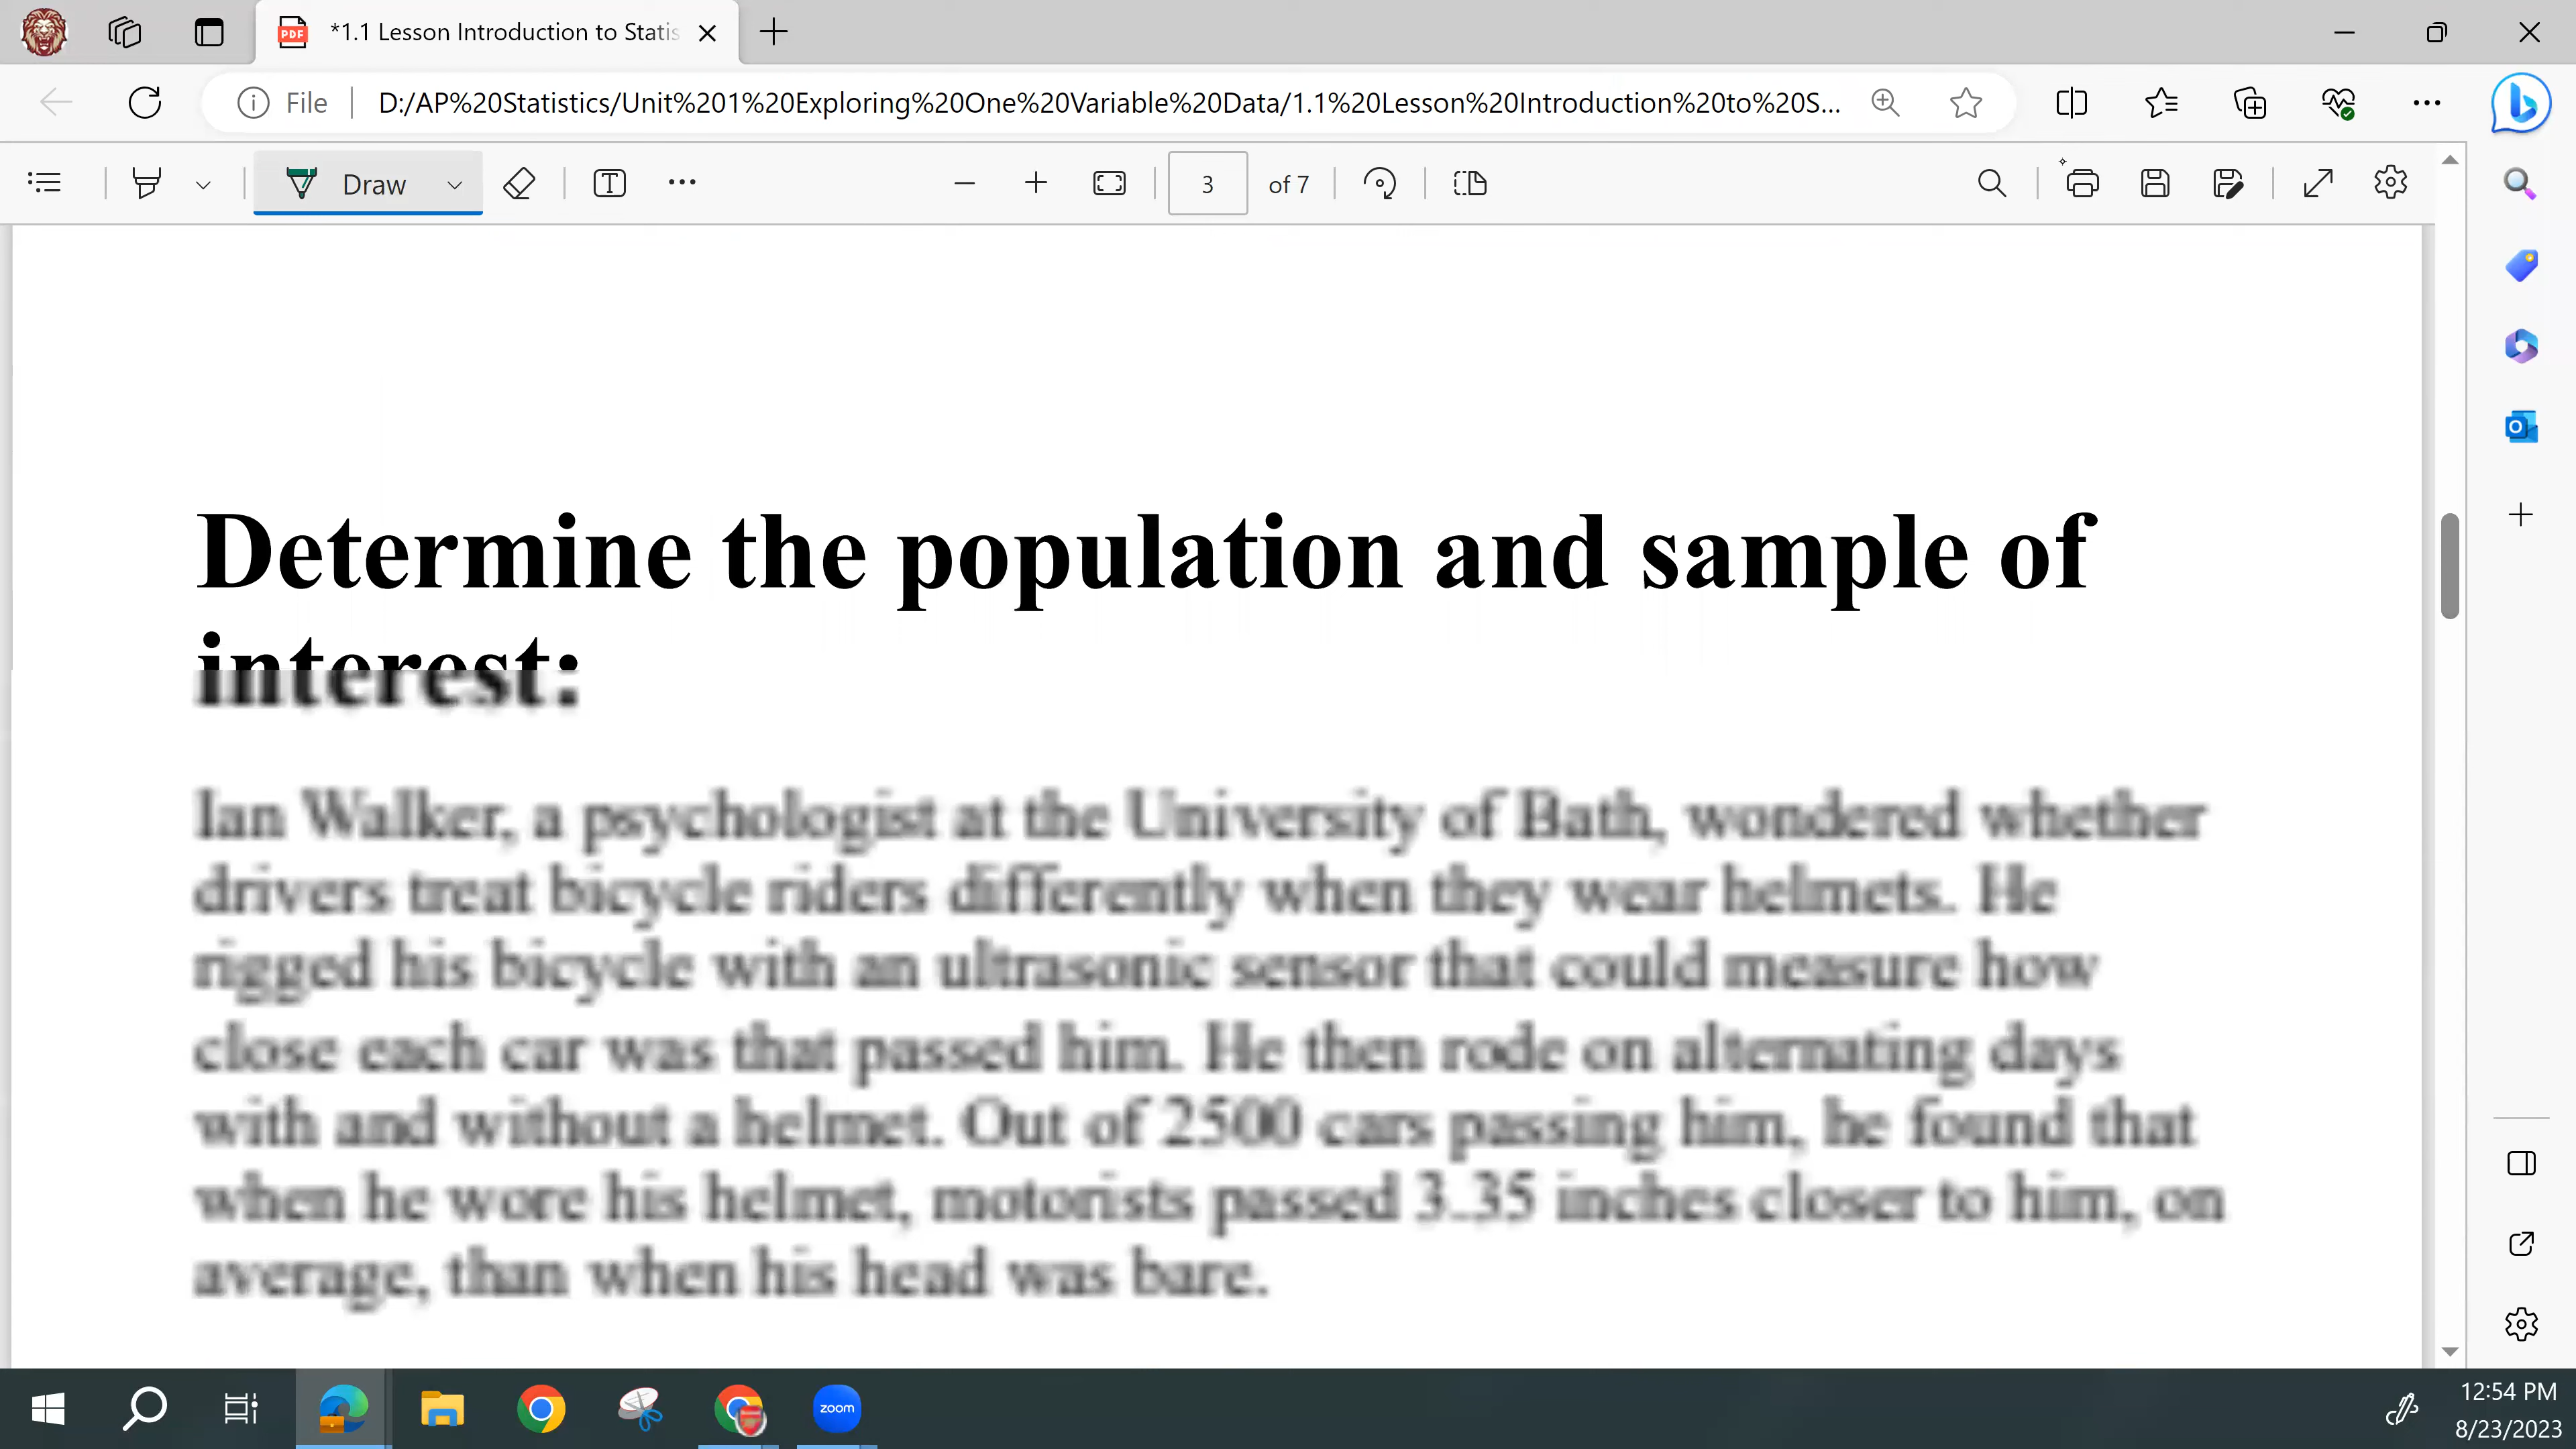 *1.1 Lesson Introduction to Statis
File
D:/AP%20Statistics/Unit%201%20Exploring%20One%20Variable%20Data/1.1%20Lesson%20Introduction%20to%20S...
Draw
3 of 7
Determine the population and sample of
interest:
Ian Walker, a psychologist at the University of Bath, wondered whether
drivers treat bicycle riders differently when they wear helmets. He
rigged his bicycle with an ultrasonic sensor that could measure how
close each car was that passed him. He then rode on alternating days
with and without a helmet. Out of 2500 cars passing him, he found that
when he wore his helmet, motorists passed 3.35 inches closer to him, on
average, than when his head was bare.
zoom
12:54 PM
8/23/2023